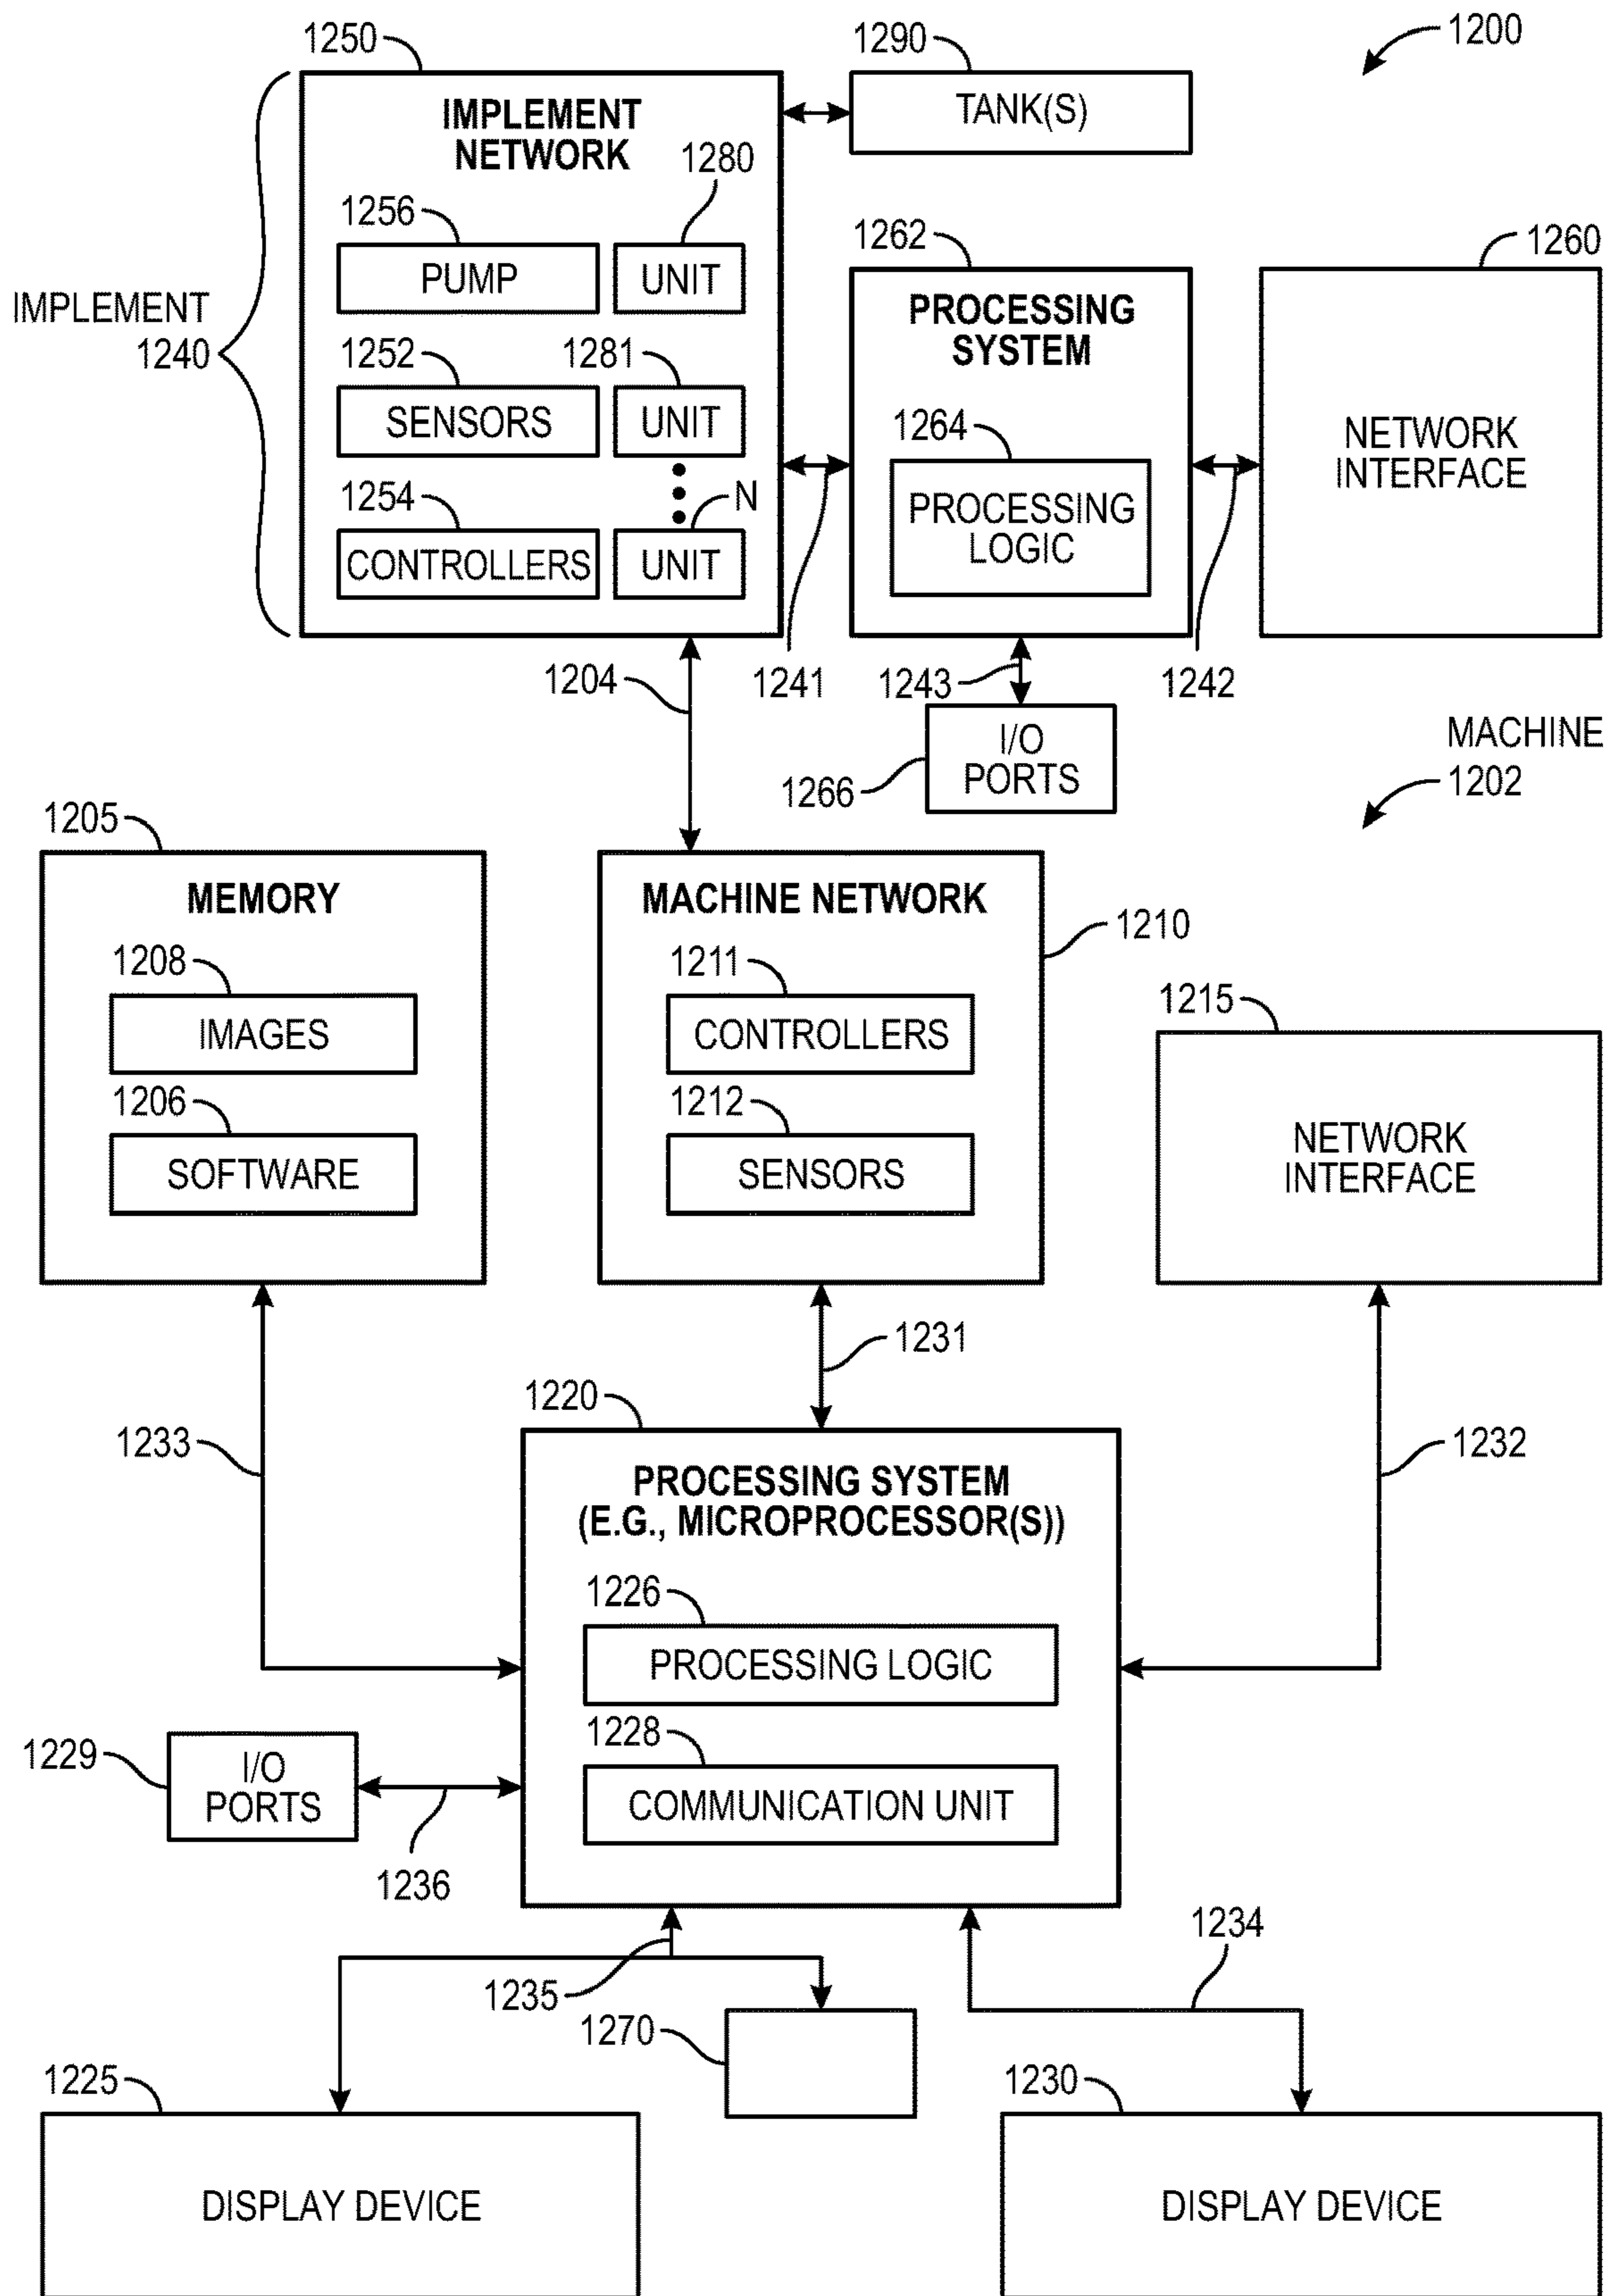 1200
1250
1290
IMPLEMENT
NETWORK
TANK(S)
1280
1256
PUMP
UNIT
1262
1260
IMPLEMENT
1240
1252
1281
SENSORS
UNIT
PROCESSING
SYSTEM
1264
PROCESSING
LOGIC
NETWORK
INTERFACE
1254
N
CONTROLLERS
UNIT
1204
1241
1243
1242
I/O
PORTS
1266
MACHINE
1202
1205
MEMORY
1208
IMAGES
1206
SOFTWARE
MACHINE NETWORK
1210
1211
CONTROLLERS
1212
SENSORS
1215
NETWORK
INTERFACE
1231
1220
1233
1232
PROCESSING SYSTEM
(E.G., MICROPROCESSOR(S))
1226
PROCESSING LOGIC
1228
COMMUNICATION UNIT
1229
I/O
PORTS
1236
1235
1234
1270
1225
DISPLAY DEVICE
1230
DISPLAY DEVICE